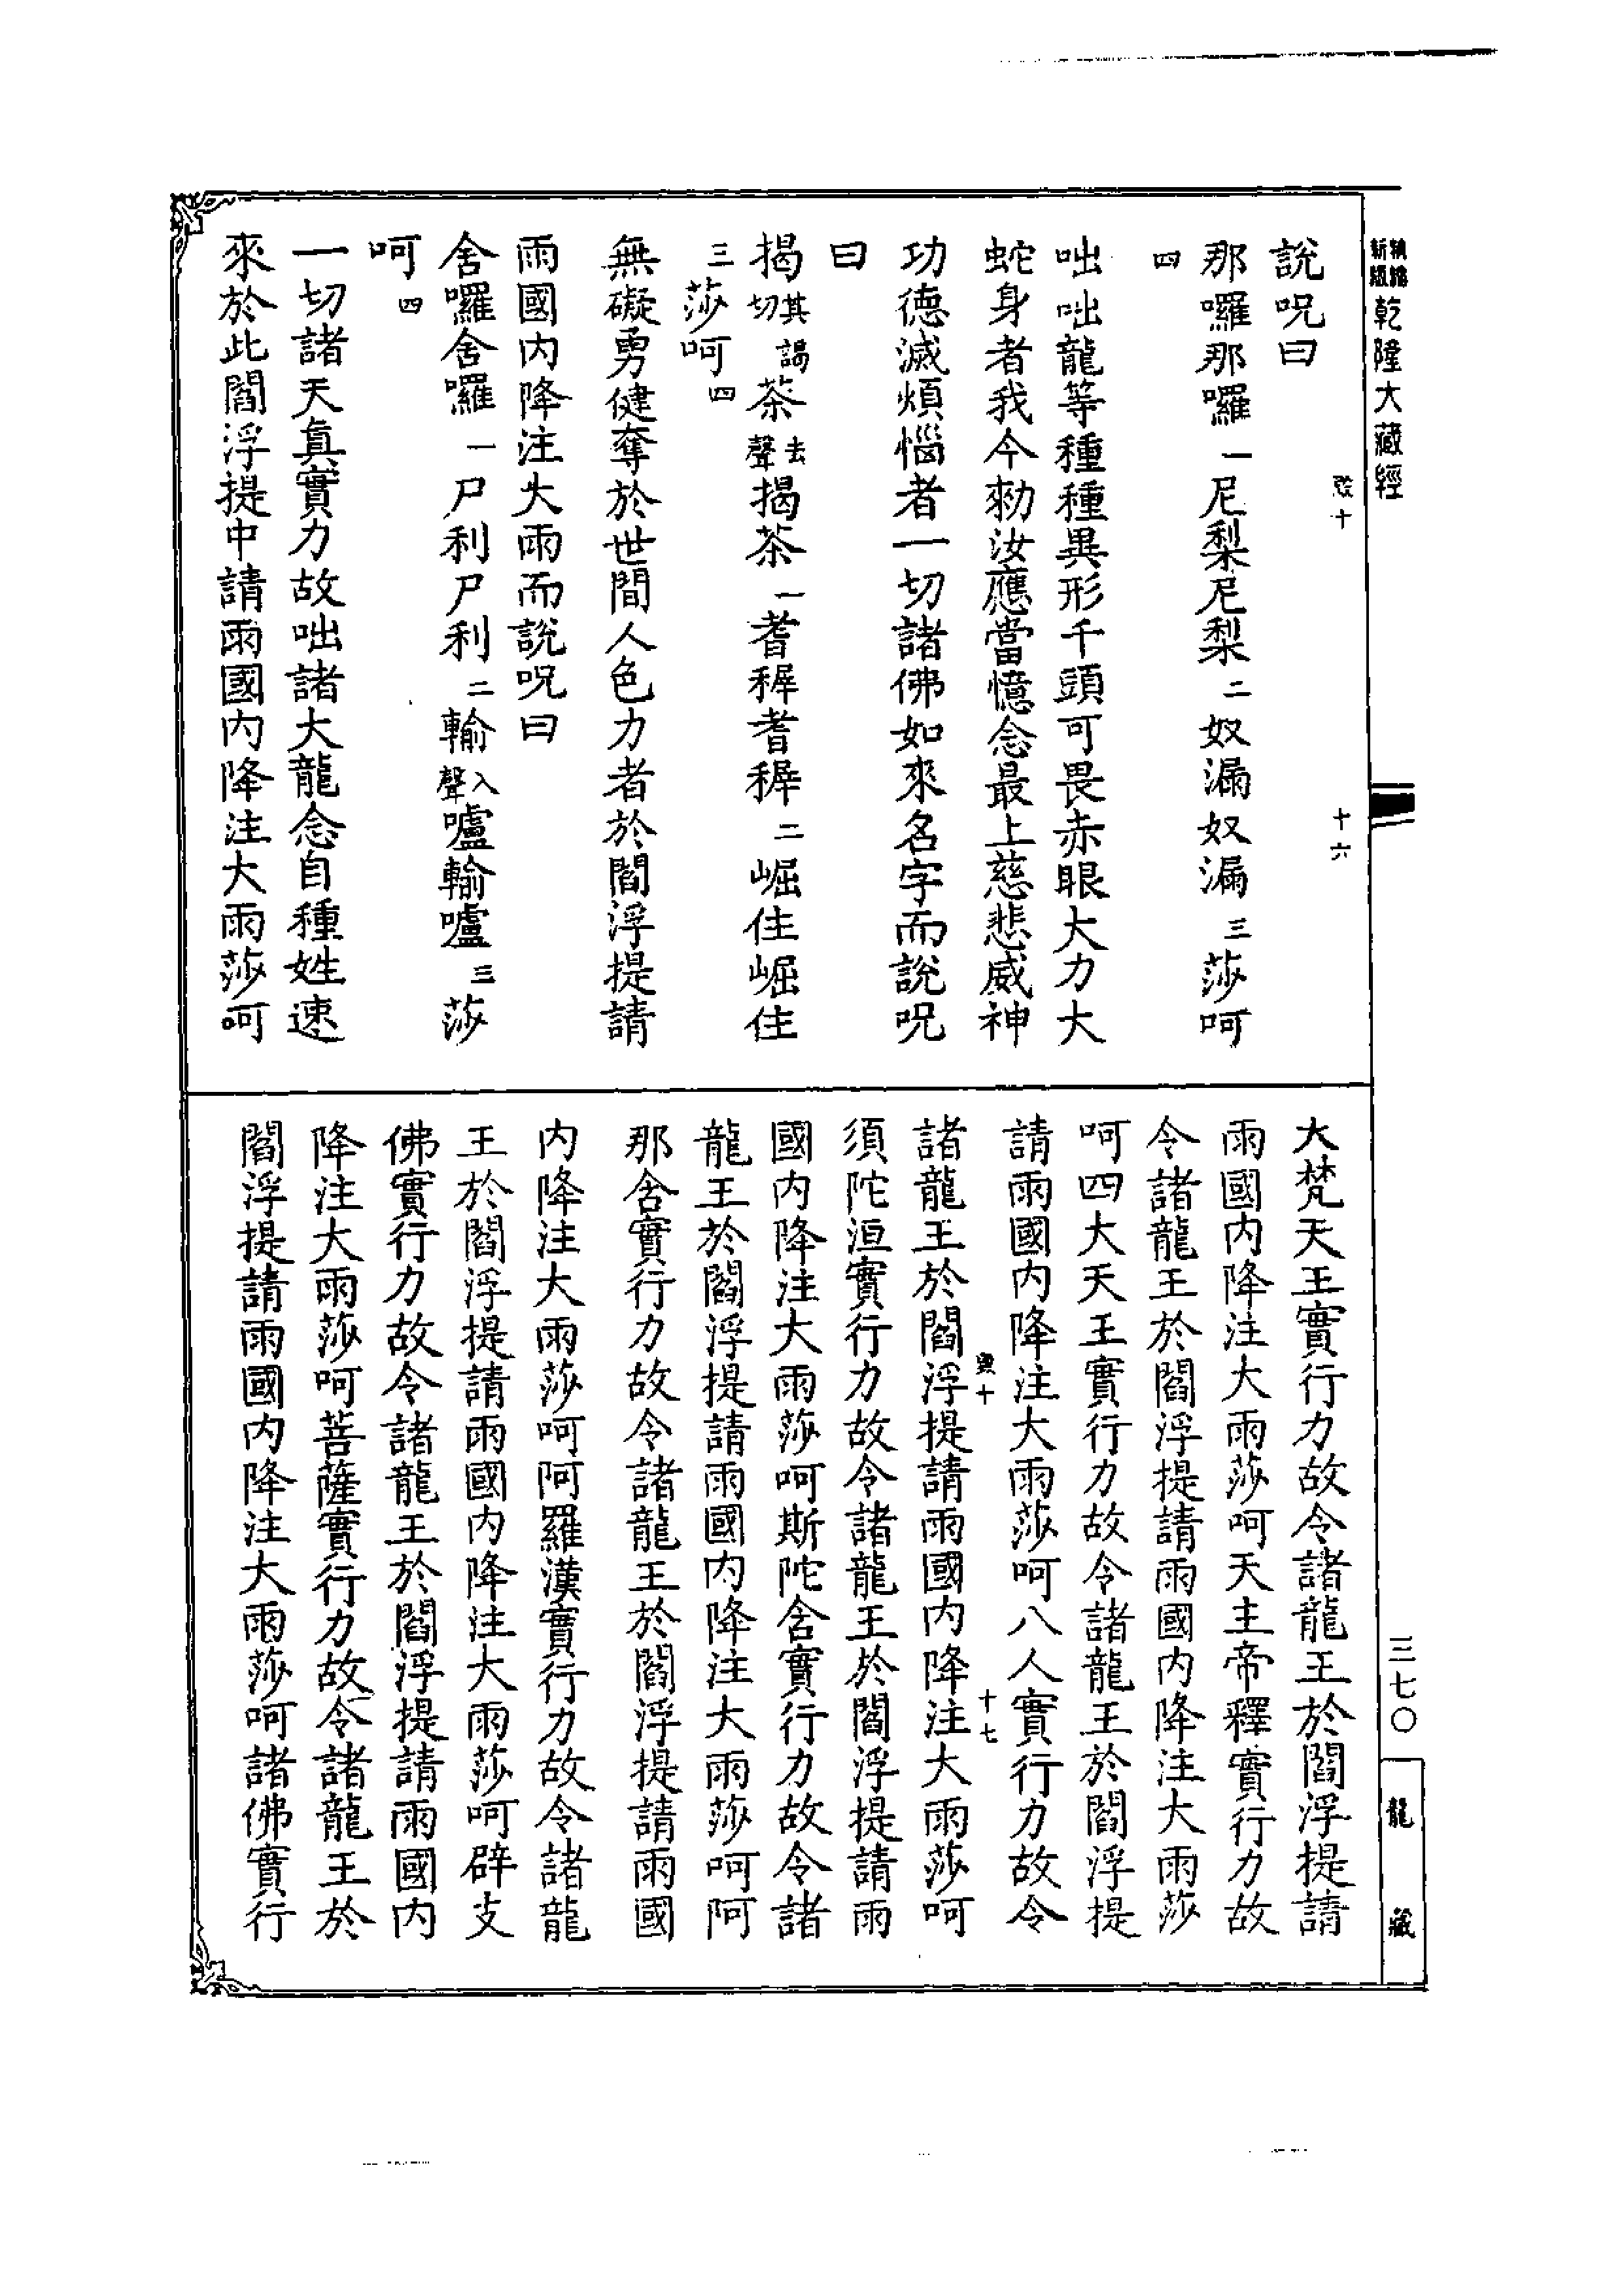 乾隆大藏經
十六
說呪曰
那囉那囉一尼梨尼梨二奴漏奴漏三莎呵
四
咄咄龍等種種異形千頭可畏赤眼大力大
蛇身者我今勑汝應當憶念最上慈悲威神
功德滅煩惱者一切諸佛如來名字而說呪
曰
揭其謁切茶去聲揭茶一耆稺耆稺二崛住崛住
三莎呵四
無礙勇健奪於世間人色力者於閻浮提請
雨國內降注大雨而說呪曰
舍囉舍囉一尸利尸利二輸入聲嚧輸嚧三莎
呵四
一切諸天真實力故咄諸大龍念自種姓速
來於此閻浮提中請雨國內降注大雨莎呵
三七〇
龍藏
大梵天王實行力故令諸龍王於閻浮提請
雨國內降注大雨莎呵天主帝釋實行力故
令諸龍王於閻浮提請雨國內降注大雨莎
呵四大天王實行力故令諸龍王於閻浮提
請雨國內降注大雨莎呵八人實行力故令
十七
諸龍王於閻浮提請雨國內降注大雨莎呵
須陀洹實行力故令諸龍王於閻浮提請雨
國內降注大雨莎呵斯陀含實行力故令諸
龍王於閻浮提請雨國內降注大雨莎呵阿
那含實行力故令諸龍王於閻浮提請雨國
內降注大雨莎呵阿羅漢實行力故令諸龍
王於閻浮提請雨國內降注大雨莎呵辟支
佛實行力故令諸龍王於閻浮提請雨國內
降注大雨莎呵菩薩實行力故令諸龍王於
閻浮提請雨國內降注大雨莎呵諸佛實行